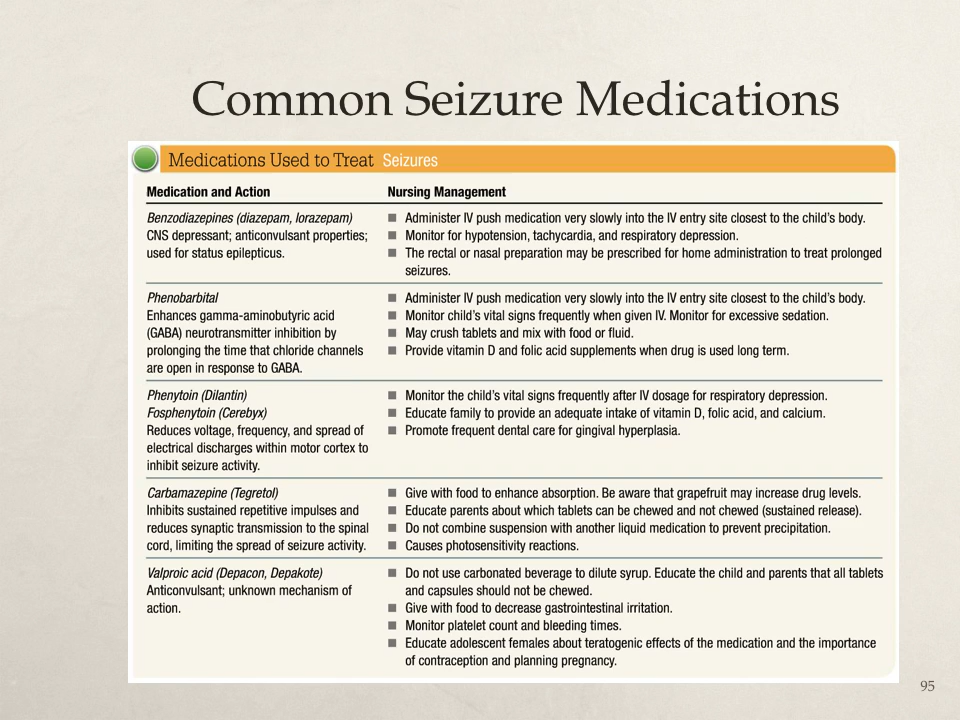 Common Seizure Medications
Medications Used to Treat Seizures
Medication and Action Nursing Management
Benzodiazepines (diazepam, lorazepam)
CNS depressant; anticonvulsant properties;
used for status epilepticus.
■ Administer IV push medication very slowly into the IV entry site closest to the child's body.
■ Monitor for hypotension, tachycardia, and respiratory depression.
■ The rectal or nasal preparation may be prescribed for home administration to treat prolonged
seizures.
Phenobarbital
Enhances gamma-aminobutyric acid
(GABA) neurotransmitter inhibition by
prolonging the time that chloride channels
are open in response to GABA.
■ Administer IV push medication very slowly into the IV entry site closest to the child's body.
■ Monitor child's vital signs frequently when given IV. Monitor for excessive sedation.
■ May crush tablets and mix with food or fluid.
■ Provide vitamin D and folic acid supplements when drug is used long term.
Phenytoin (Dilantin)
Fosphenytoin (Cerebyx)
Reduces voltage, frequency, and spread of
electrical discharges within motor cortex to
inhibit seizure activity.
■ Monitor the child's vital signs frequently after IV dosage for respiratory depression.
■ Educate family to provide an adequate intake of vitamin D, folic acid, and calcium.
■ Promote frequent dental care for gingival hyperplasia.
Carbamazepine (Tegretol)
Inhibits sustained repetitive impulses and
reduces synaptic transmission to the spinal
cord, limiting the spread of seizure activity.
■ Give with food to enhance absorption. Be aware that grapefruit may increase drug levels.
■ Educate parents about which tablets can be chewed and not chewed (sustained release).
■ Do not combine suspension with another liquid medication to prevent precipitation.
■ Causes photosensitivity reactions.
Valproic acid (Depacon, Depakote)
Anticonvulsant; unknown mechanism of
action.
■ Do not use carbonated beverage to dilute syrup. Educate the child and parents that all tablets
and capsules should not be chewed.
■ Give with food to decrease gastrointestinal irritation.
■ Monitor platelet count and bleeding times.
■ Educate adolescent females about teratogenic effects of the medication and the importance
of contraception and planning pregnancy.
95